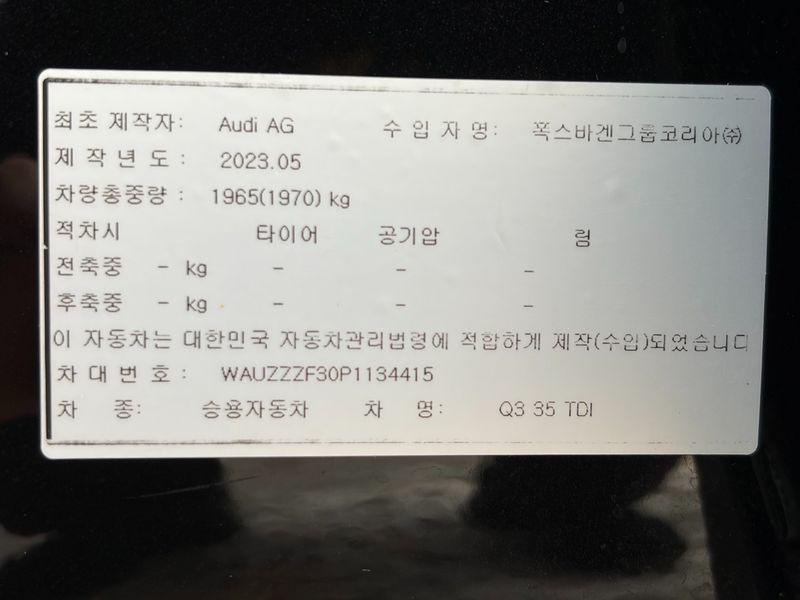 최초 제작자: Audi AG 수 입 자 명: 폭스바겐그룹코리아㈜
제 작 년 도 : 2023.05
차량총중량 : 1965(1970) kg
적차시 타이어 공기압 림
전축중 - kg - - -
후축중 - kg - - -
이 자동차는 대한민국 자동차관리법령에 적합하게 제작(수입)되었습니다
차 대 번 호 : WAUZZZF30P1134415
차 종: 승용자동차 차 명: Q3 35 TDI